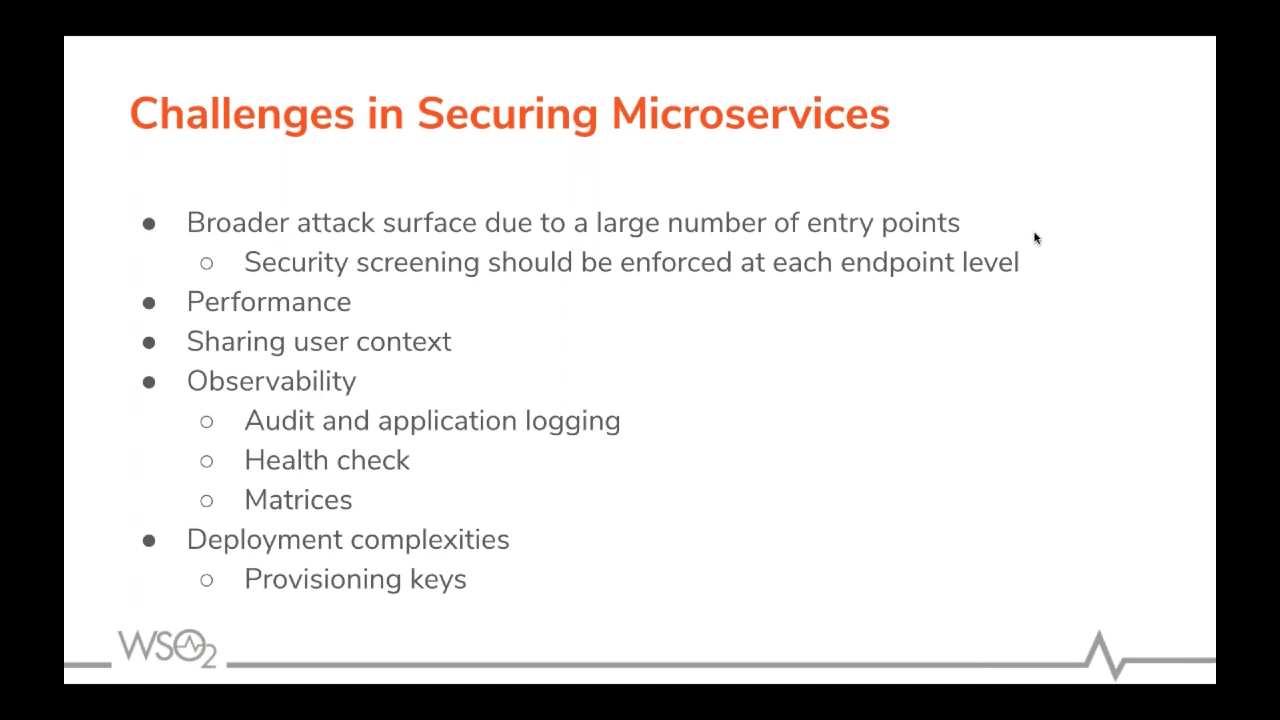 Challenges in Securing Microservices
● Broader attack surface due to a large number of entry points
○ Security screening should be enforced at each endpoint level
● Performance
● Sharing user context
● Observability
○ Audit and application logging
○ Health check
○ Matrices
● Deployment complexities
○ Provisioning keys
WSO2